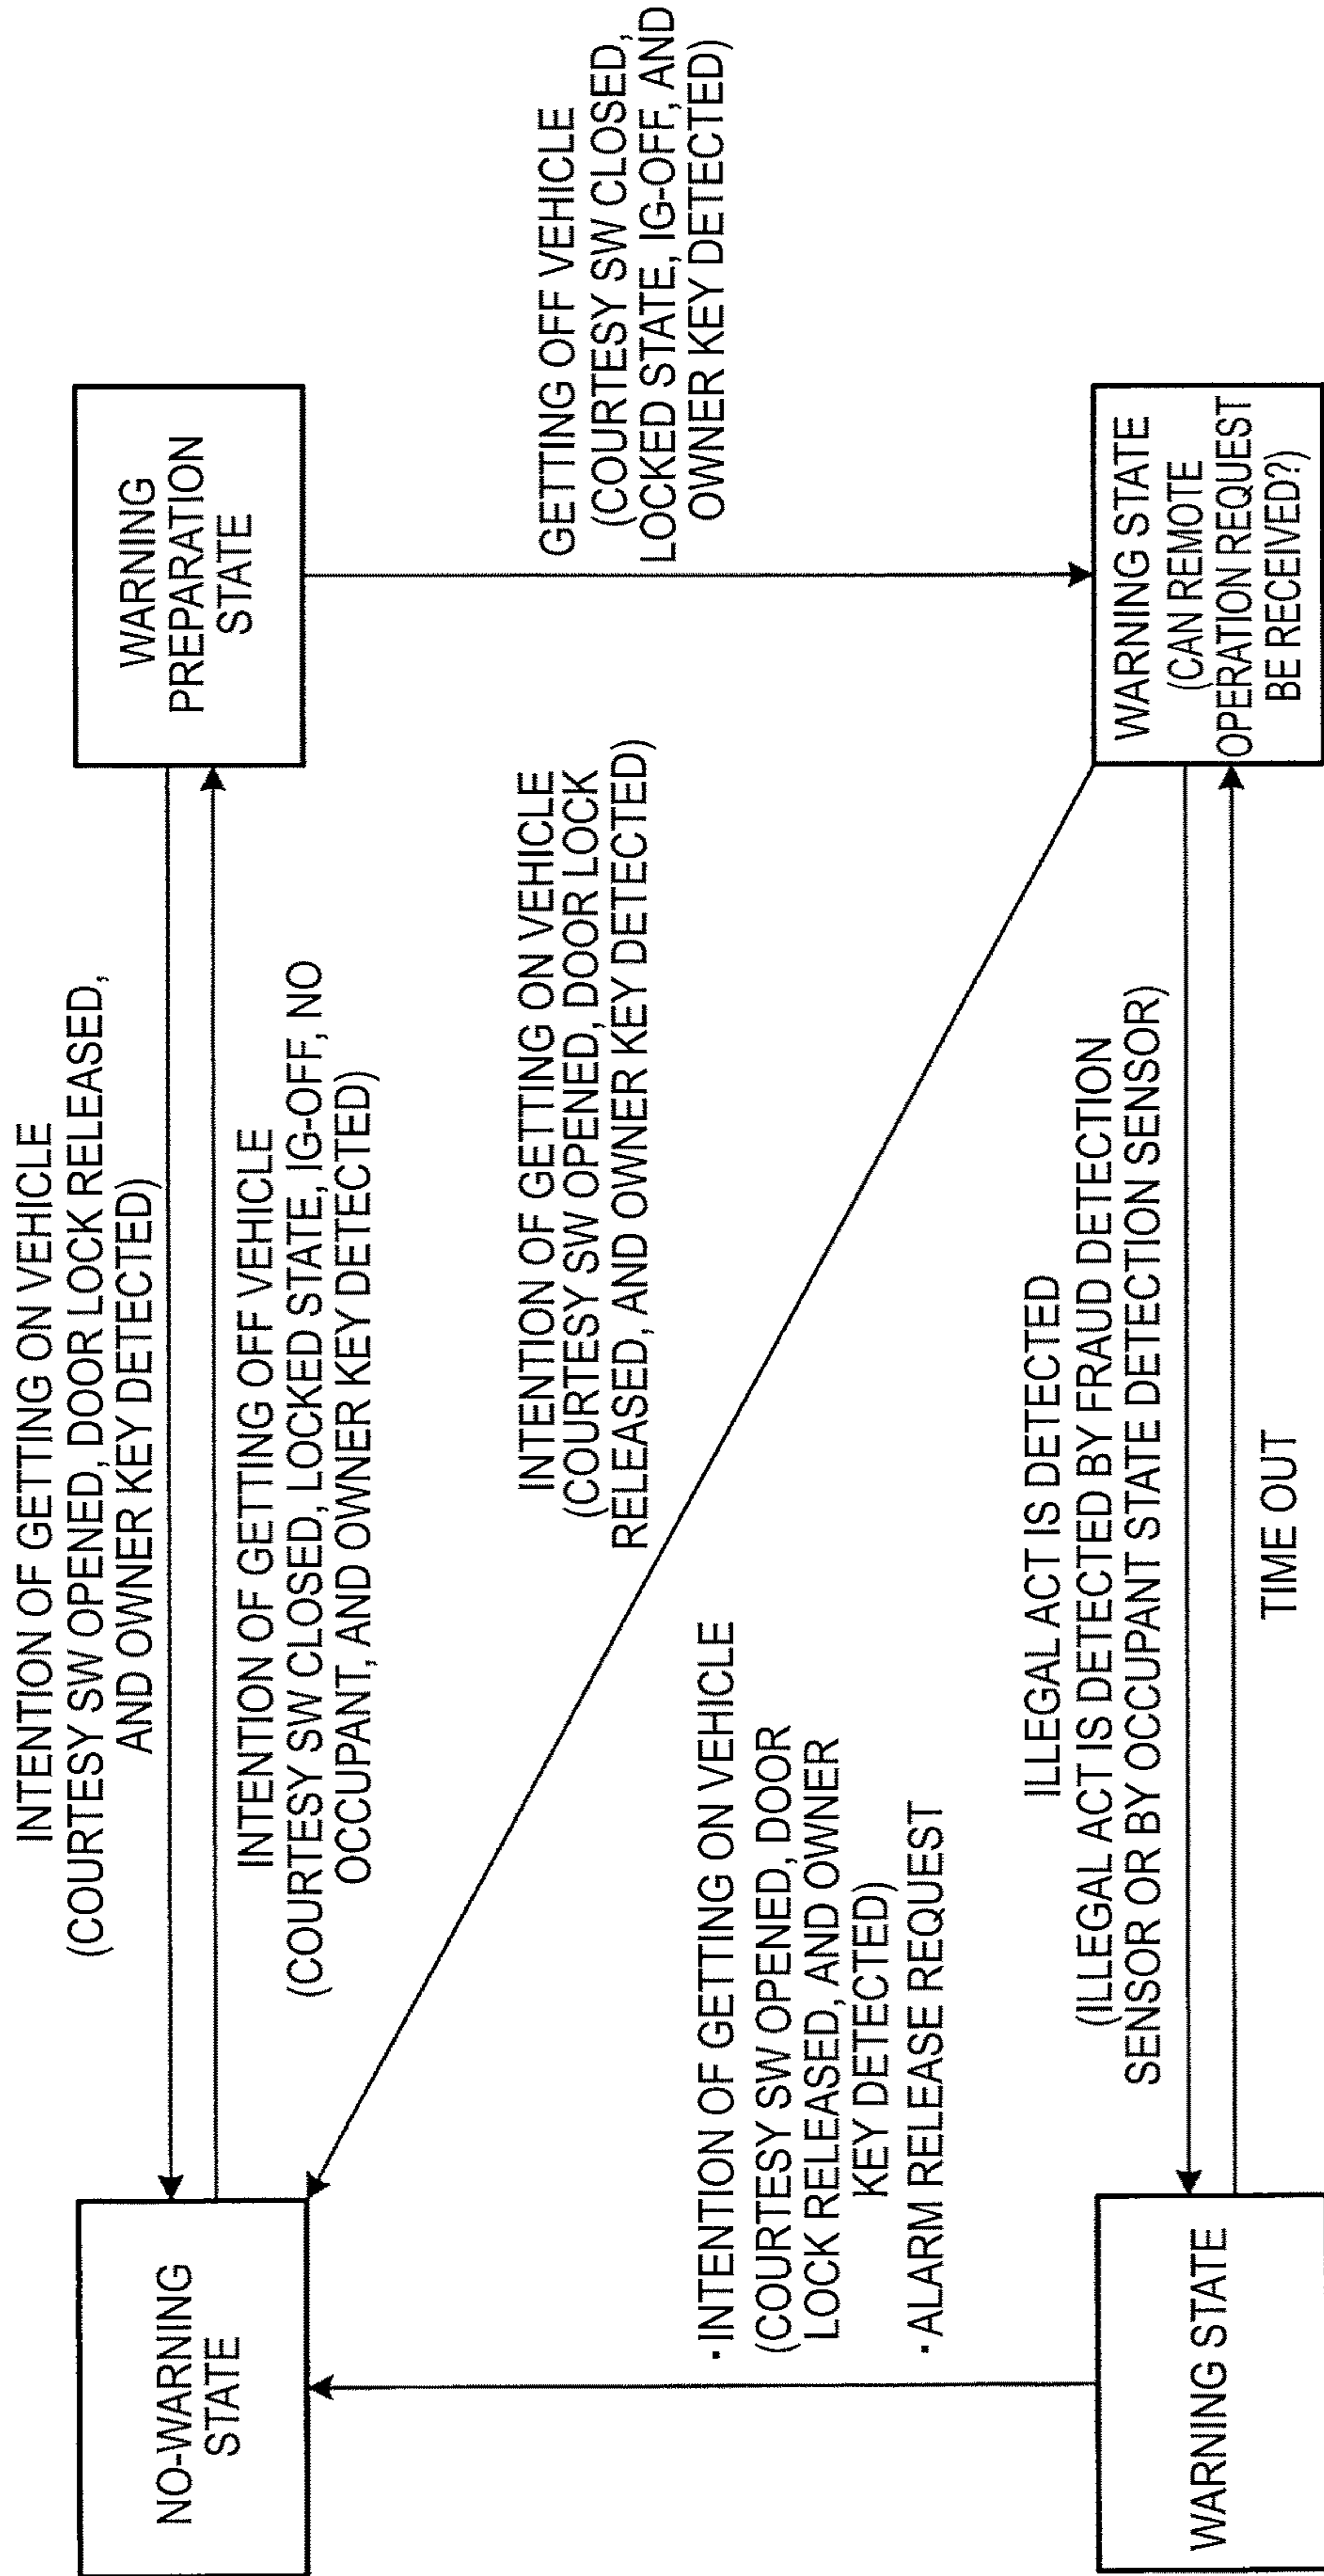 INTENTION OF GETTING ON VEHICLE
(COURTESY SW OPENED, DOOR LOCK RELEASED,
AND OWNER KEY DETECTED)
NO-WARNING
STATE
WARNING
PREPARATION
STATE
INTENTION OF GETTING OFF VEHICLE
(COURTESY SW CLOSED, LOCKED STATE, IG-OFF, NO
OCCUPANT, AND OWNER KEY DETECTED)
INTENTION OF GETTING ON VEHICLE
(COURTESY SW OPENED, DOOR LOCK
RELEASED, AND OWNER KEY DETECTED)
GETTING OFF VEHICLE
(COURTESY SW CLOSED,
LOCKED STATE, IG-OFF, AND
OWNER KEY DETECTED)
· INTENTION OF GETTING ON VEHICLE
(COURTESY SW OPENED, DOOR
LOCK RELEASED, AND OWNER
KEY DETECTED)
· ALARM RELEASE REQUEST
ILLEGAL ACT IS DETECTED
(ILLEGAL ACT IS DETECTED BY FRAUD DETECTION
SENSOR OR BY OCCUPANT STATE DETECTION SENSOR)
WARNING STATE
WARNING STATE
(CAN REMOTE
OPERATION REQUEST
BE RECEIVED?)
TIME OUT